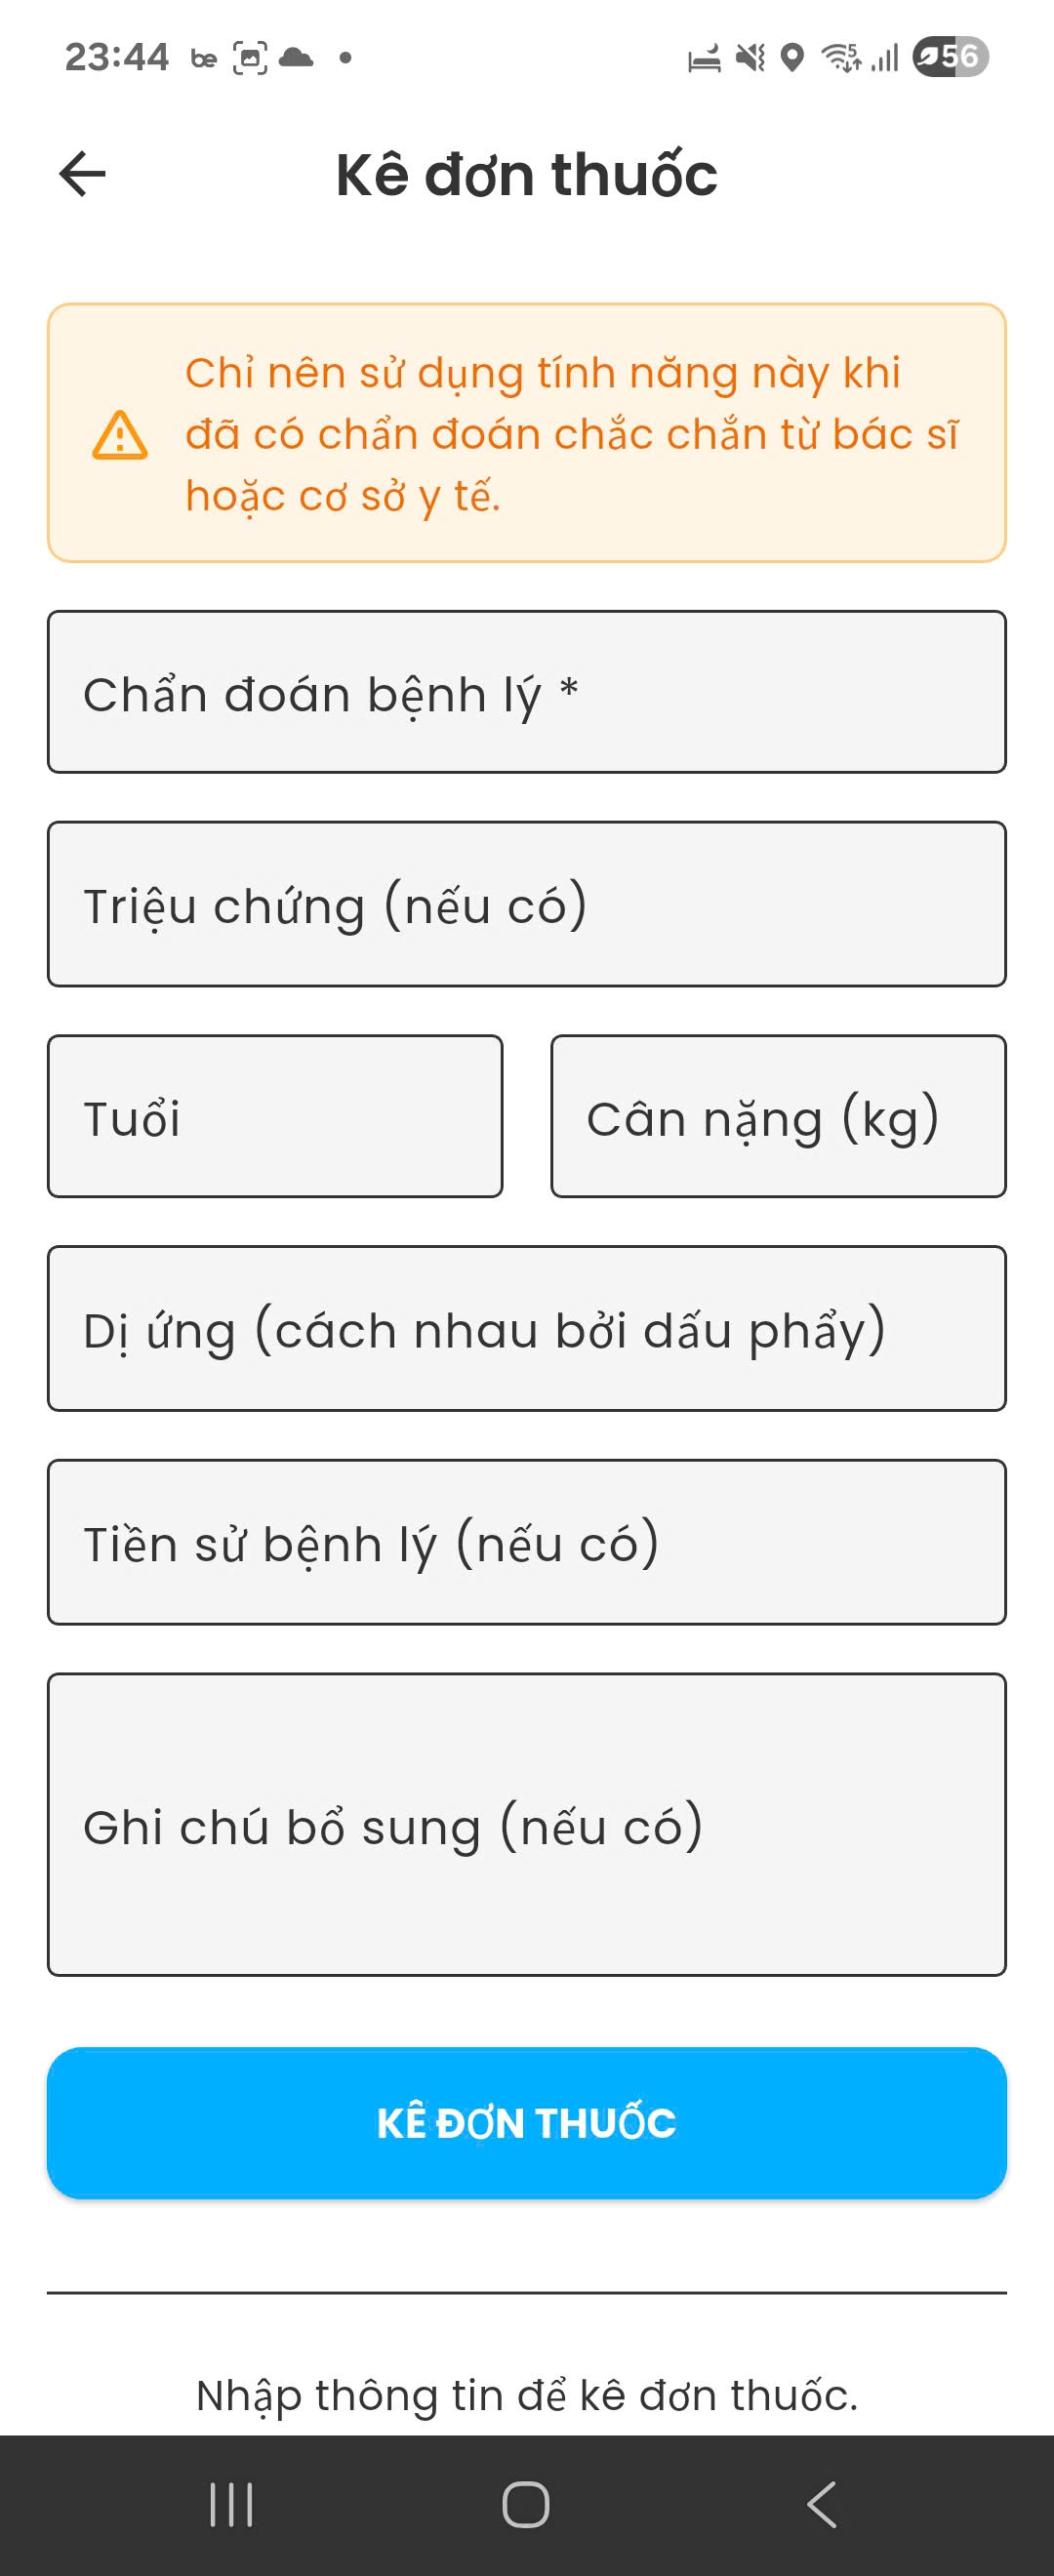 23:44 be 5 56
Kê đơn thuốc
Chỉ nên sử dụng tính năng này khi
đã có chẩn đoán chắc chắn từ bác sĩ
hoặc cơ sở y tế.
Chẩn đoán bệnh lý *
Triệu chứng (nếu có)
Tuổi
Cân nặng (kg)
Dị ứng (cách nhau bởi dấu phẩy)
Tiền sử bệnh lý (nếu có)
Ghi chú bổ sung (nếu có)
KÊ ĐƠN THUỐC
Nhập thông tin để kê đơn thuốc.